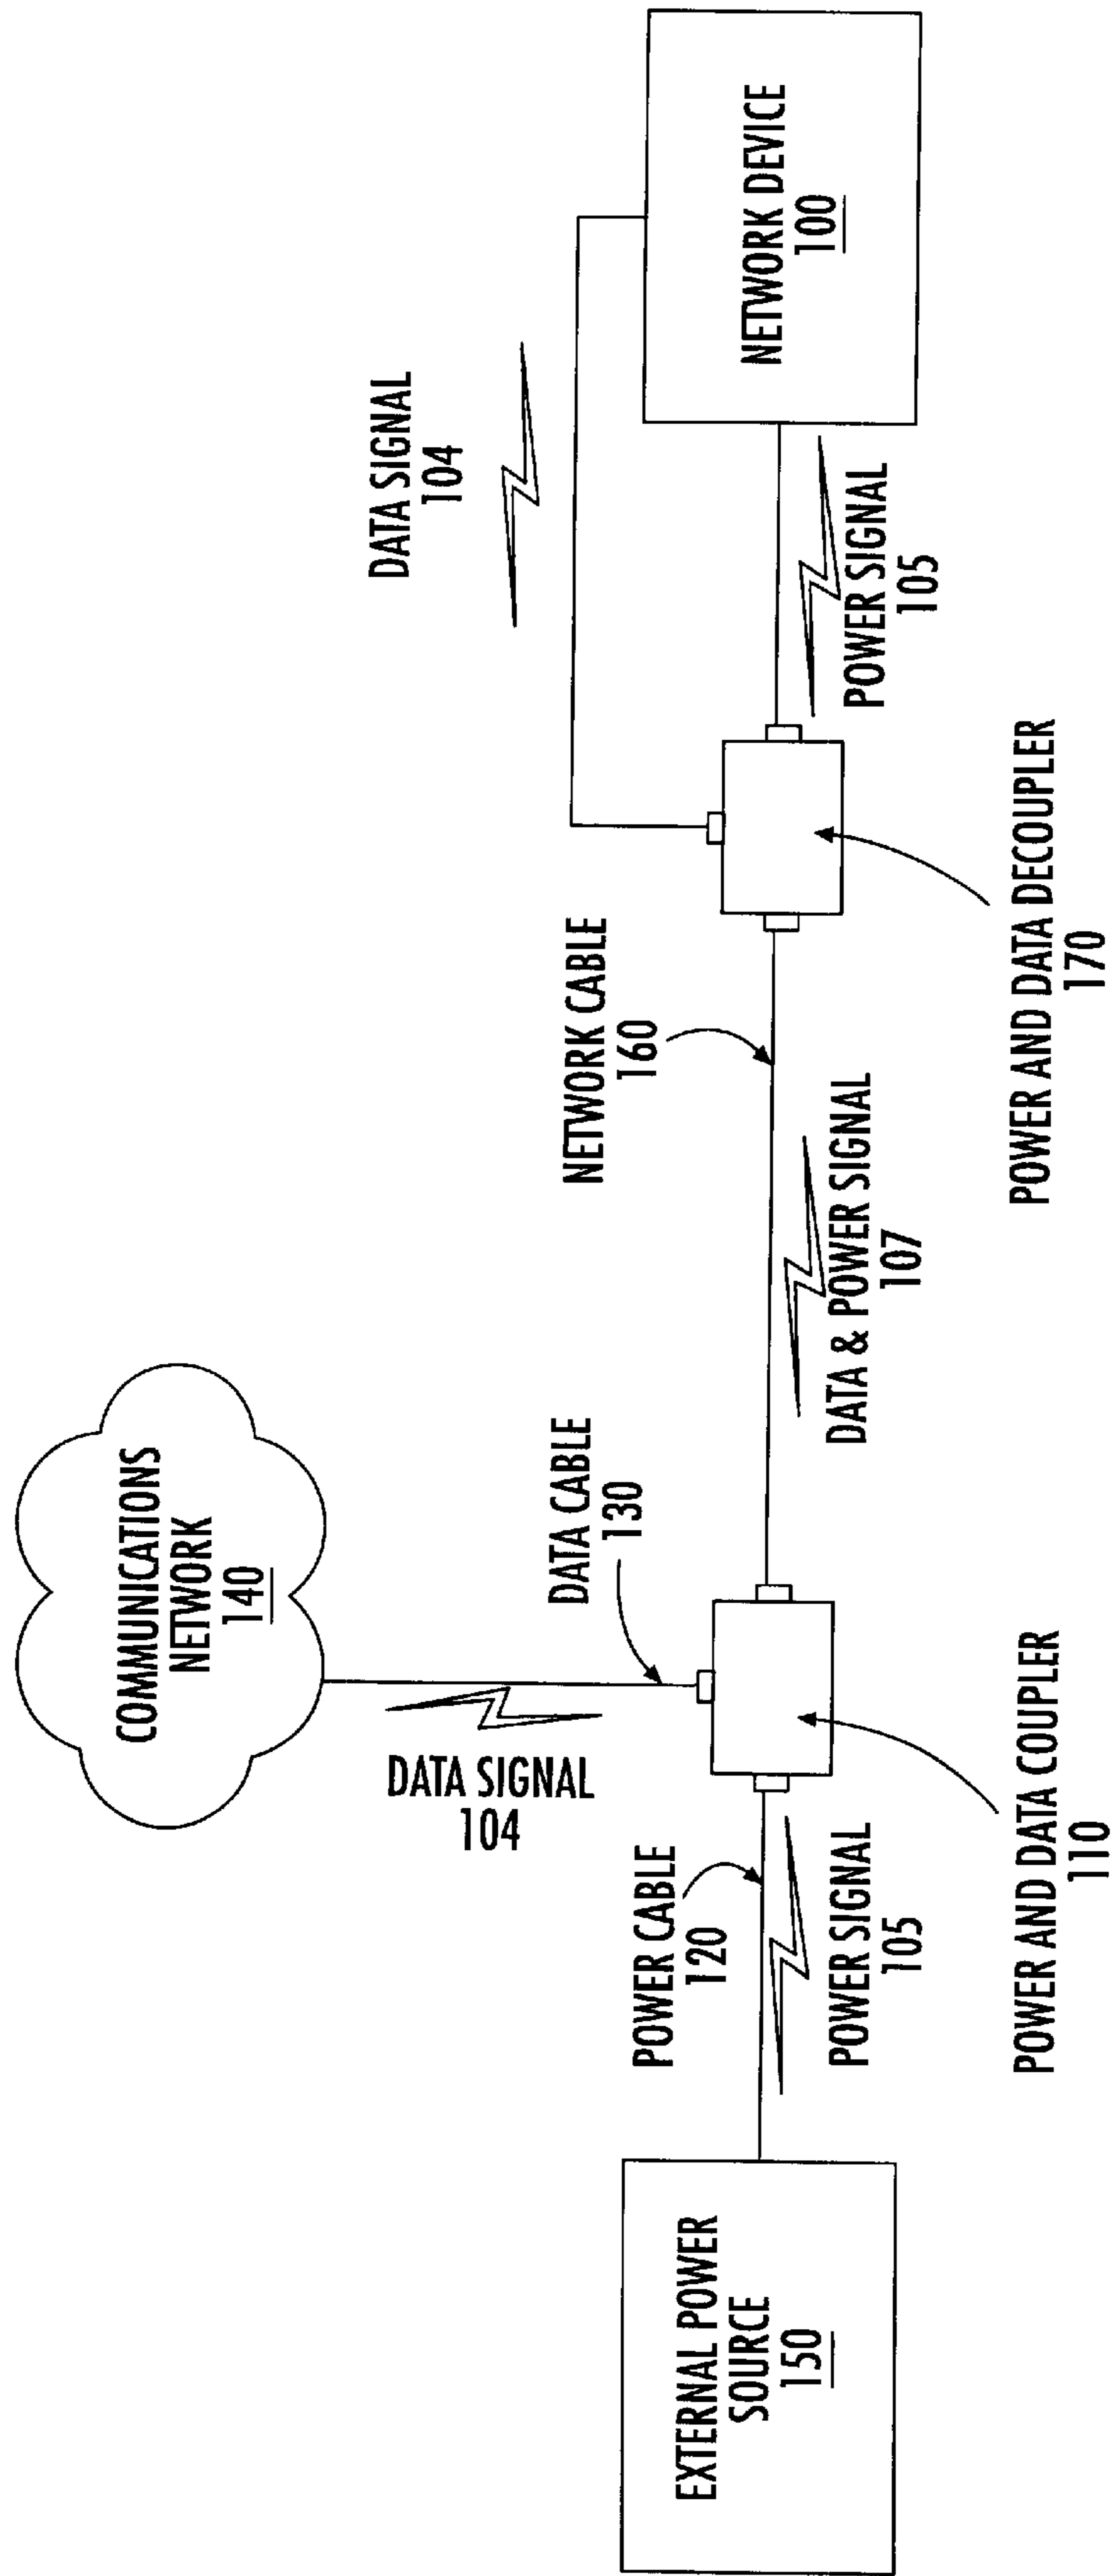 COMMUNICATIONS
NETWORK
140
DATA SIGNAL
104
DATA CABLE
130
DATA SIGNAL
104
EXTERNAL POWER
SOURCE
150
POWER CABLE
120
POWER SIGNAL
105
POWER AND DATA COUPLER
110
NETWORK CABLE
160
DATA & POWER SIGNAL
107
POWER AND DATA DECOUPLER
170
POWER SIGNAL
105
NETWORK DEVICE
100